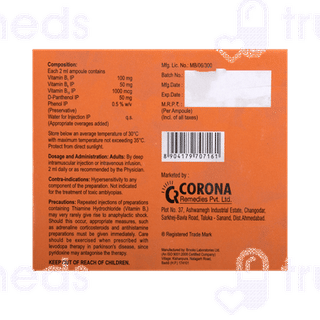 Composition:
Each 2 ml ampoule contains
Vitamin B₁ IP 100 mg
Vitamin B₆ IP 50 mg
Vitamin B₁₂ IP 1000 mcg
D-Panthenol IP 50 mg
Phenol IP 0.5 % w/v
(Preservative)
Water for Injection IP q.s.
(Appropriate overages added)
Store below an average temperature of 30°C
with maximum temperature not exceeding 35°C.
Protect from direct sunlight.
Dosage and Administration: Adults: By deep
intramuscular injection or intravenous infusion,
2 ml daily or as prescribed by the Physician.
Contra-indications: Hypersensitivity to any
component of the preparation. Not indicated
for the treatment of toxic amblyopias.
Precautions: Repeated injections of preparations
containing Thiamine Hydrochloride (Vitamin B₁)
may very rarely give rise to anaphylactic shock.
Should this occur, appropriate measures, such as
adrenaline corticosteroids and antihistamine
preparations must be given immediately. Care
should be exercised when prescribed with
levodopa therapy in parkinson's disease, since
pyridoxine may antagonise the therapy.
KEEP OUT OF REACH OF CHILDREN.
Mfg. Lic. No.: MB/06/300
Batch No.
Mfg.Date
Exp.Date
M.R.P.₹
(Per Ampoule)
(Incl. of all taxes)
8 904179 707161
Marketed by :
CORONA
Remedies Pvt. Ltd.
Plot No. 37, Ashwamegh Industrial Estate, Changodar,
Sarkhej-Bavla Road, Taluka - Sanand, Dist. Ahmedabad.
® Registered Trade Mark
Manufactured by: